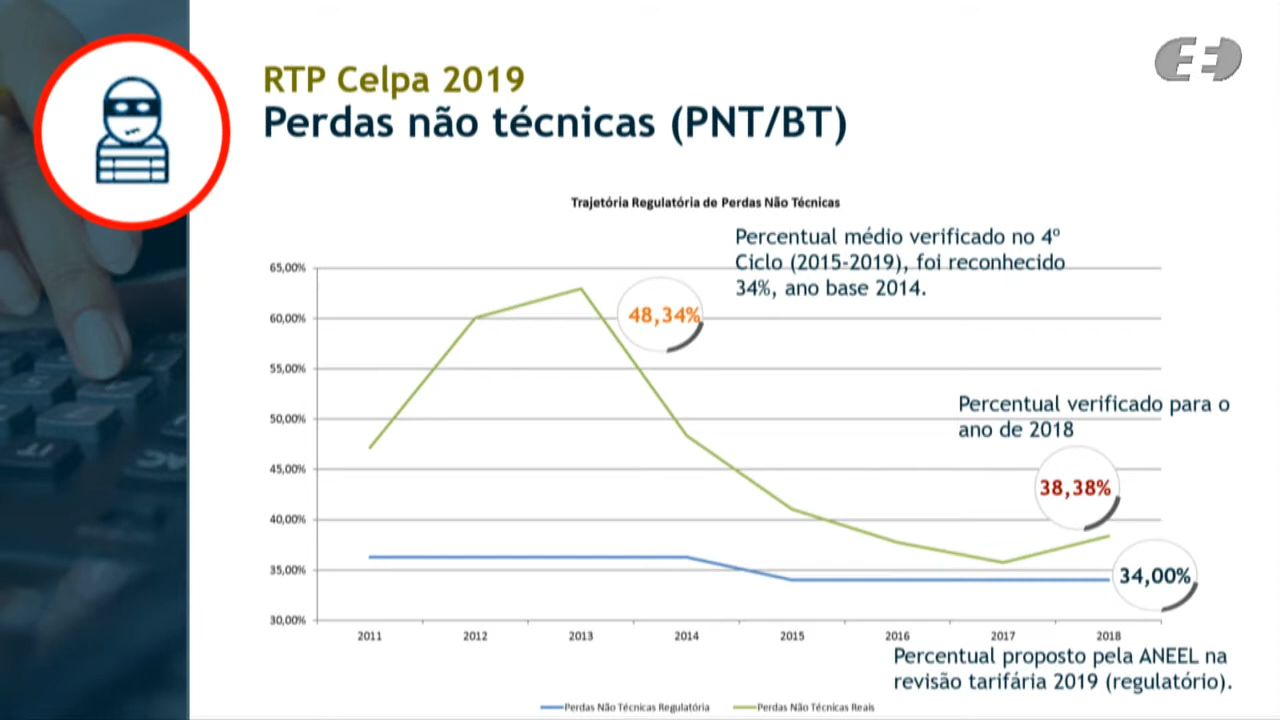 RTP Celpa 2019
Perdas não técnicas (PNT/BT)
Trajetória Regulatória de Perdas Não Técnicas
Percentual médio verificado no 4º
Ciclo (2015-2019), foi reconhecido
34%, ano base 2014.
65,00%
60,00%
55,00%
50,00%
45,00%
40,00%
35,00%
30,00%
48,34%
Percentual verificado para o
ano de 2018
38,38%
34,00%
2011 2012 2013 2014 2015 2016 2017 2018
Percentual proposto pela ANEEL na
revisão tarifária 2019 (regulatório).
Perdas Não Técnicas Regulatória Perdas Não Técnicas Reais